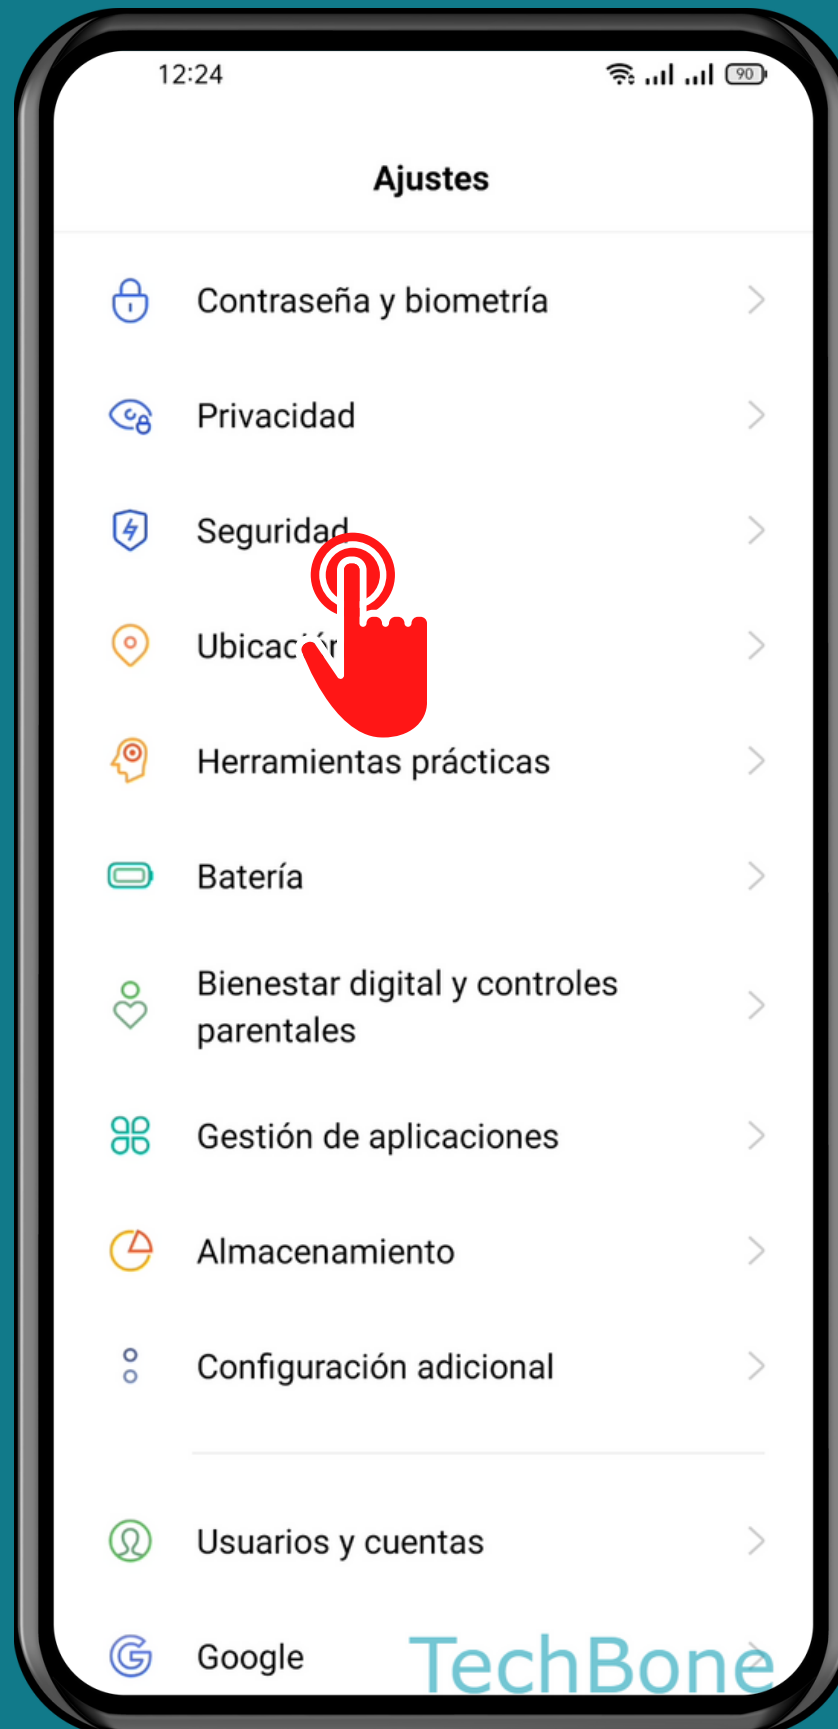 12:24
90
Ajustes
Contraseña y biometría
Privacidad
Seguridad
Ubicación
Herramientas prácticas
Batería
Bienestar digital y controles
parentales
Gestión de aplicaciones
Almacenamiento
Configuración adicional
Usuarios y cuentas
Google
TechBone